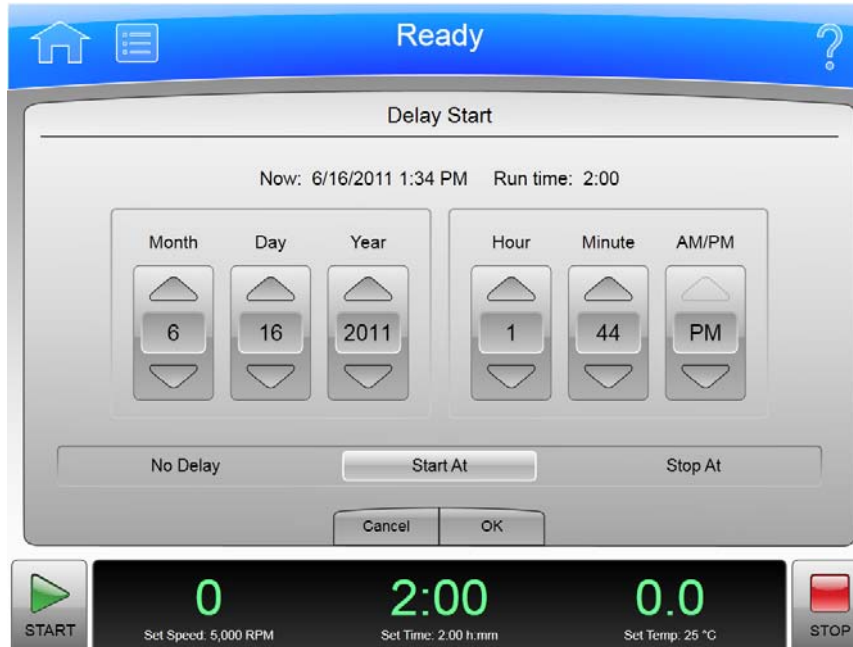 Ready
?
Delay Start
Now: 6/16/2011 1:34 PM Run time: 2:00
Month Day Year Hour Minute AM/PM
6 16 2011 1 44 PM
No Delay Start At Stop At
Cancel OK
0 2:00 0.0
START Set Speed: 5,000 RPM Set Time: 2:00 h:mm Set Temp: 25 °C STOP